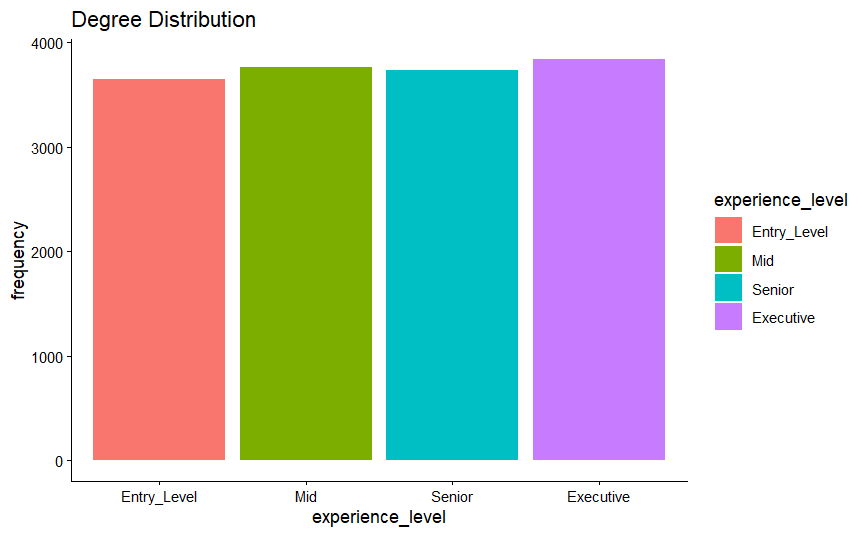 Degree Distribution
4000
3000
2000
1000
0
frequency
Entry_Level Mid Senior Executive
experience_level
experience_level
Entry_Level
Mid
Senior
Executive